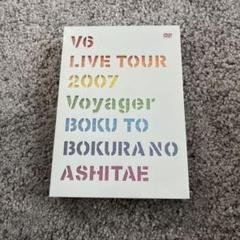 V6
LIVE TOUR
2007
Voyager
BOKU TO
BOKURA NO
ASHITAE